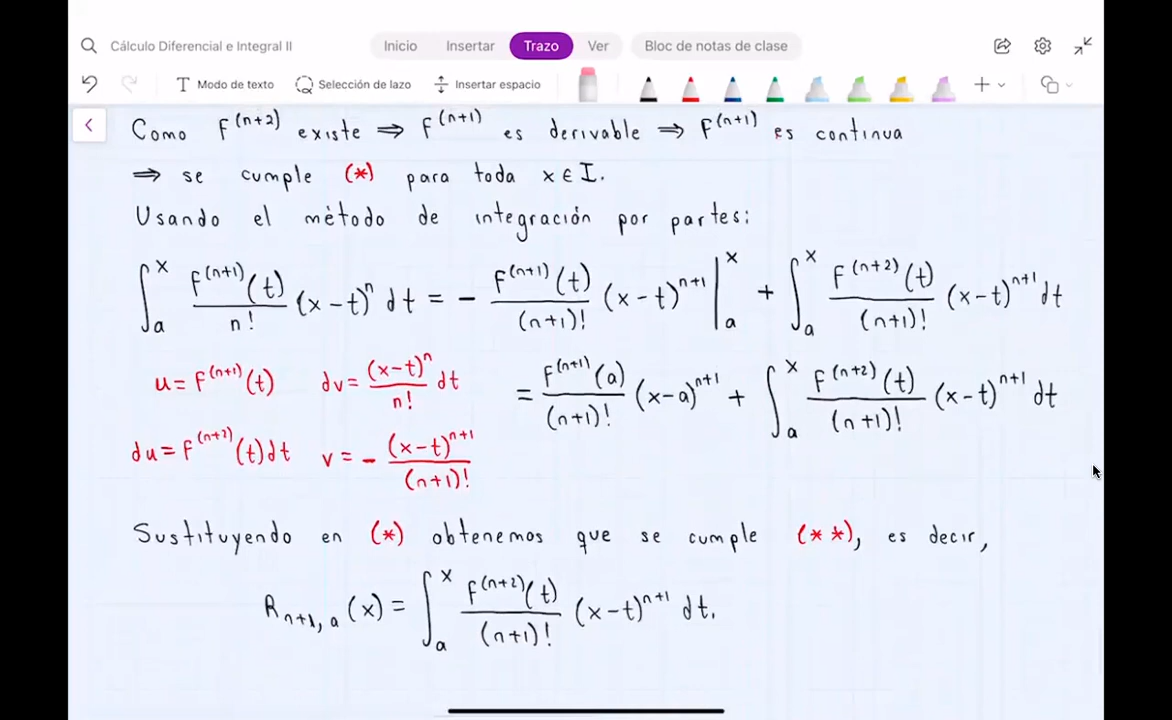 Cálculo Diferencial e Integral II
Inicio Insertar Trazo Ver Bloc de notas de clase
Modo de texto Selección de lazo Insertar espacio
Como F^(n+2) existe ⇒ F^(n+1) es derivable ⇒ F^(n+1) es continua
⇒ se cumple (*) para toda x ∈ I.
Usando el método de integración por partes:
∫_a^x F^(n+1)(t)/n! (x-t)^n dt = - F^(n+1)(t)/(n+1)! (x-t)^{n+1} |_a^x + ∫_a^x F^(n+2)(t)/(n+1)! (x-t)^{n+1} dt
u = F^(n+1)(t) dv = (x-t)^n/n! dt
= F^(n+1)(a)/(n+1)! (x-a)^{n+1} + ∫_a^x F^(n+2)(t)/(n+1)! (x-t)^{n+1} dt
du = F^(n+2)(t)dt v = - (x-t)^{n+1}/(n+1)!
Sustituyendo en (*) obtenemos que se cumple (**), es decir,
R_{n+1,a}(x) = ∫_a^x F^(n+2)(t)/(n+1)! (x-t)^{n+1} dt.